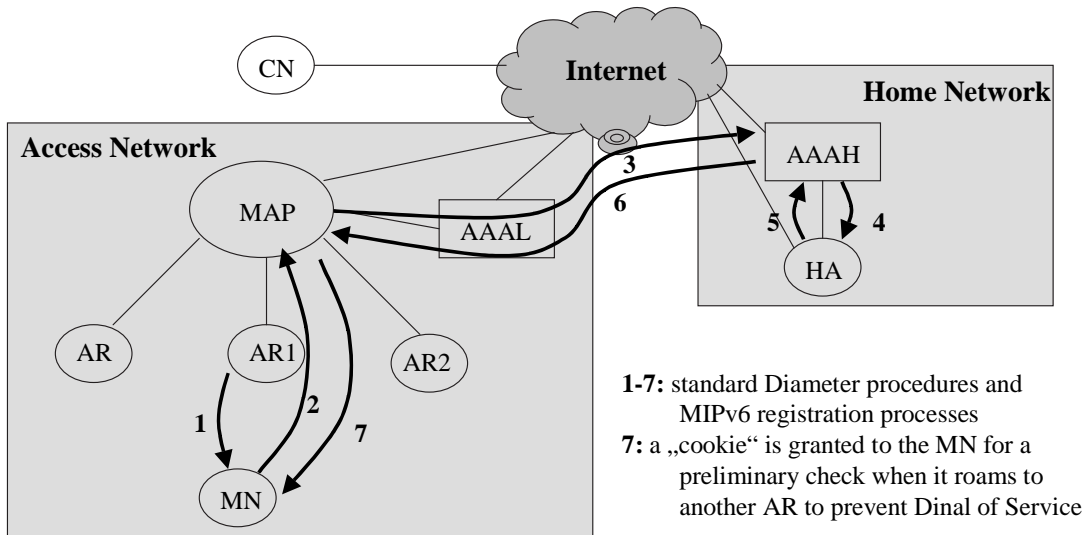 CN
Internet
Home Network
Access Network
AAAH
3
MAP
6
AAAL
5
4
HA
AR
AR1
AR2
1
2
7
MN
1-7: standard Diameter procedures and
MIPv6 registration processes
7: a „cookie“ is granted to the MN for a
preliminary check when it roams to
another AR to prevent Dinal of Service